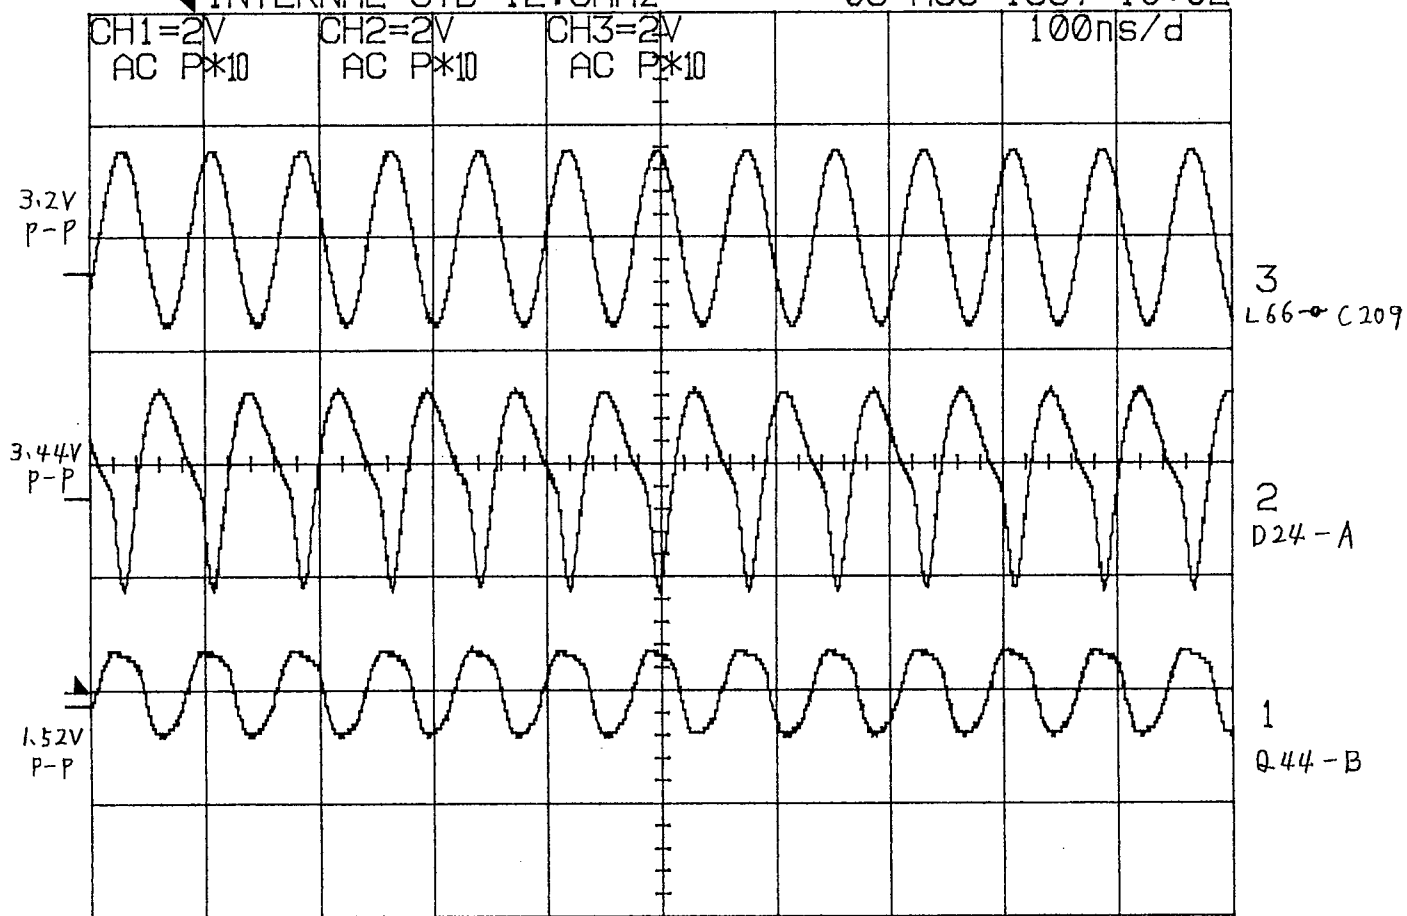 CH1=2V CH2=2V CH3=2V 100ns/d
AC P*10 AC P*10 AC P*10
3.2V
P-P
3
L66 C209
3.44V
P-P
2
D24-A
1.52V
P-P
1
Q44-B